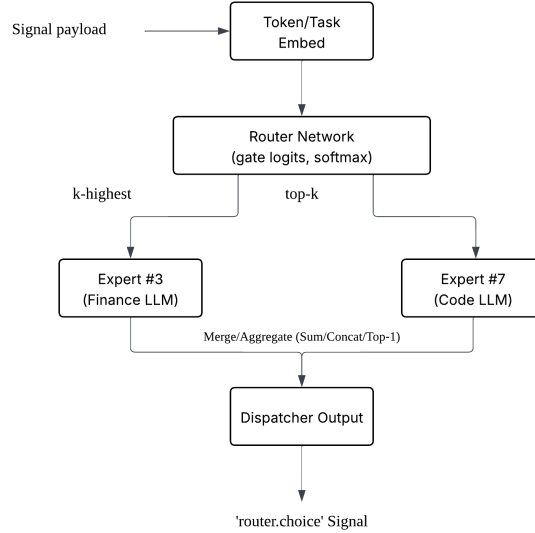 Signal payload
Token/Task
Embed
Router Network
(gate logits, softmax)
k-highest
top-k
Expert #3
(Finance LLM)
Expert #7
(Code LLM)
Merge/Aggregate (Sum/Concat/Top-1)
Dispatcher Output
'router.choice' Signal